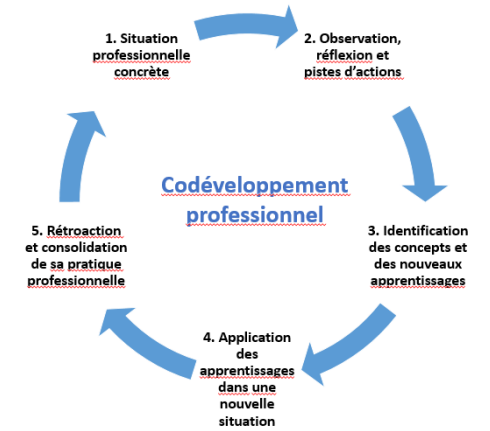 1. Situation
professionnelle
concrète
2. Observation,
réflexion et
pistes d'actions
Codéveloppement
professionnel
3. Identification
des concepts et
des nouveaux
apprentissages
4. Application
des
apprentissages
dans une
nouvelle
situation
5. Rétroaction
et consolidation
de sa pratique
professionnelle